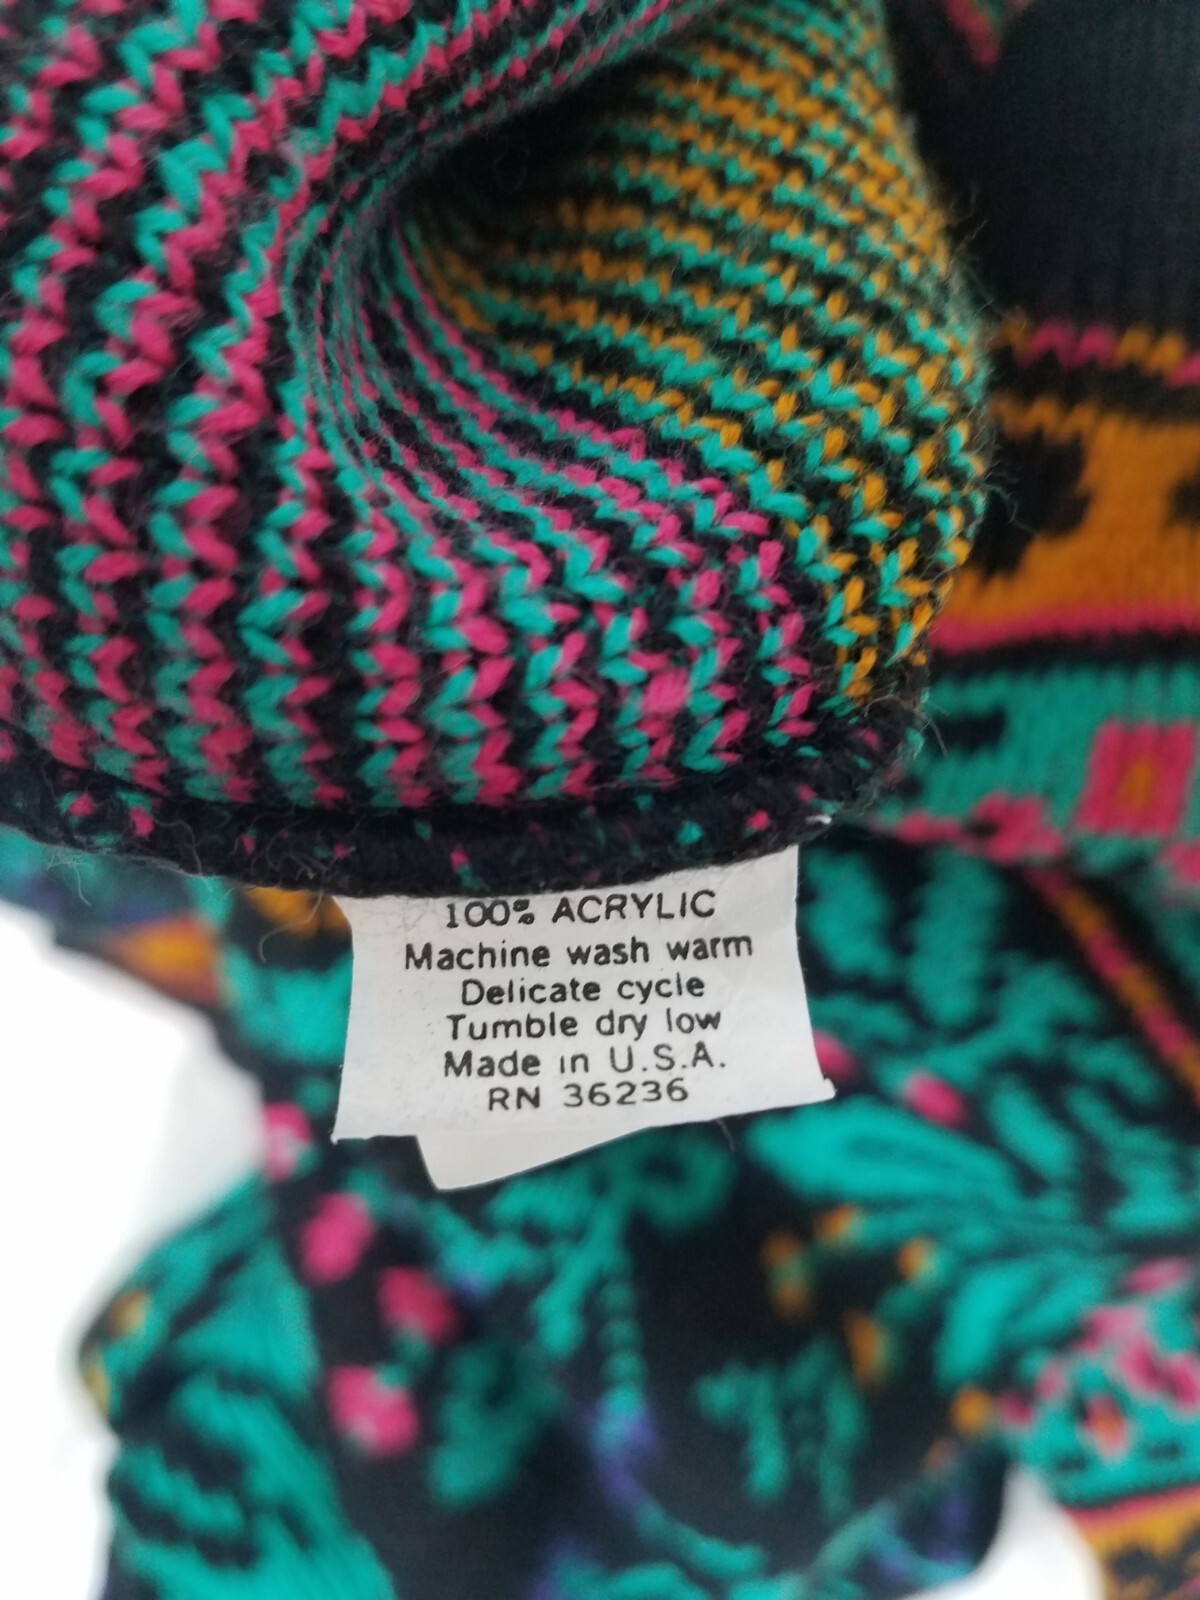 100% ACRYLIC
Machine wash warm
Delicate cycle
Tumble dry low
Made in U.S.A.
RN 36236